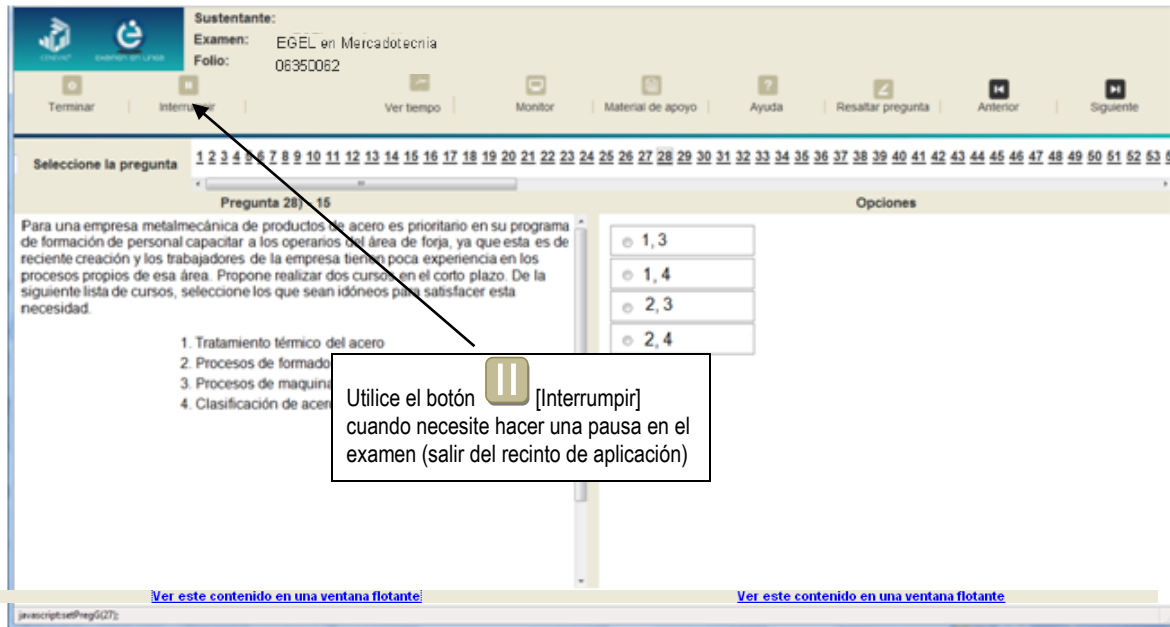 Sustentante:
Examen: EGEL en Mercadotecnia
Folio: 06350062
CENEVAL
Terminar Interrumpir Ver tiempo Monitor Material de apoyo Ayuda Resaltar pregunta Anterior Siguiente
Seleccione la pregunta 1 2 3 4 5 6 7 8 9 10 11 12 13 14 15 16 17 18 19 20 21 22 23 24 25 26 27 28 29 30 31 32 33 34 35 36 37 38 39 40 41 42 43 44 45 46 47 48 49 50 51 52 53
Pregunta 28) - 15
Para una empresa metalmecánica de productos de acero es prioritario en su programa
de formación de personal capacitar a los operarios del área de forja, ya que esta es de
reciente creación y los trabajadores de la empresa tienen poca experiencia en los
procesos propios de esa área. Propone realizar dos cursos en el corto plazo. De la
siguiente lista de cursos, seleccione los que sean idóneos para satisfacer esta
necesidad.
1. Tratamiento térmico del acero
2. Procesos de formado
3. Procesos de maquina
4. Clasificación de acer
Opciones
1, 3
1, 4
2, 3
2, 4
Utilice el botón [Interrumpir]
cuando necesite hacer una pausa en el
examen (salir del recinto de aplicación)
Ver este contenido en una ventana flotante
Ver este contenido en una ventana flotante
javascript:setPregG(27);